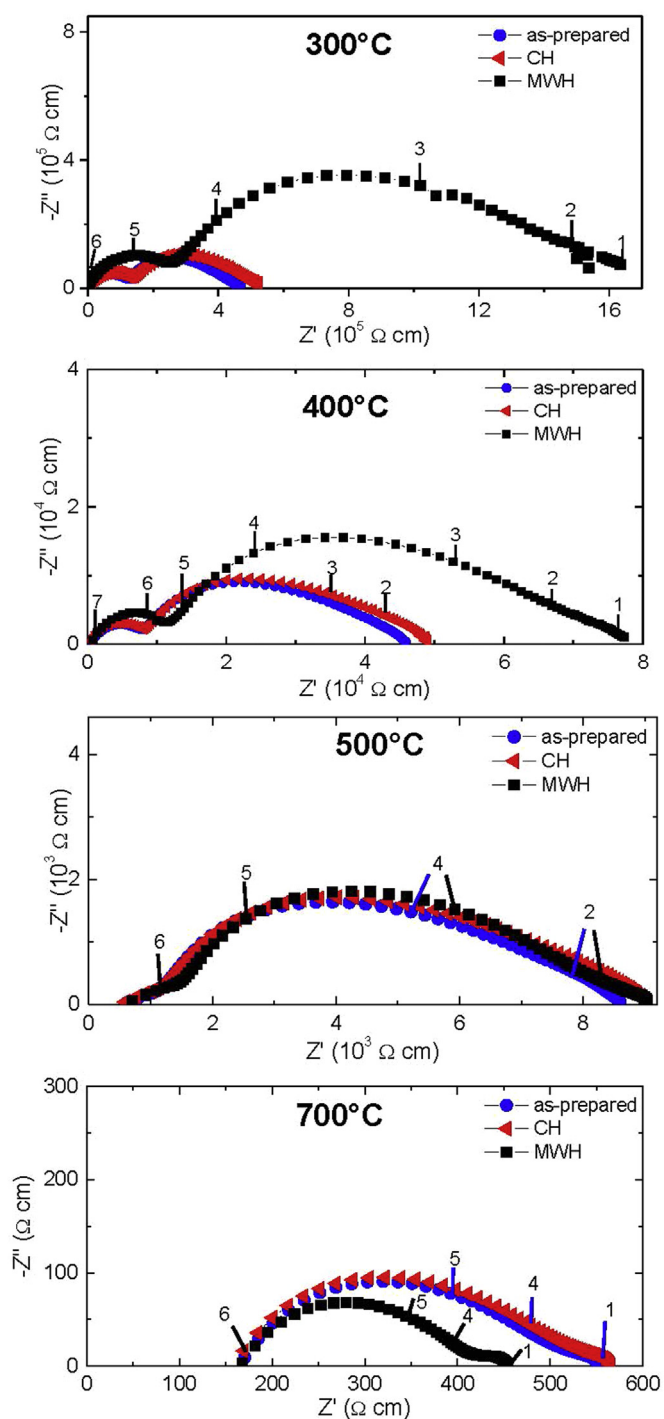 8
300°C
as-prepared
CH
MWH
-Z'' (10⁵ Ω cm)
4
3
4
2
5
6
1
0
0 4 8 12 16
Z' (10⁵ Ω cm)
4
400°C
as-prepared
CH
MWH
-Z'' (10⁴ Ω cm)
2
4
3
5
3
6
2
2
7
1
0
0 2 4 6 8
Z' (10⁴ Ω cm)
4
500°C
as-prepared
CH
MWH
-Z'' (10³ Ω cm)
2
5
4
2
6
0
0 2 4 6 8
Z' (10³ Ω cm)
300
700°C
as-prepared
CH
MWH
-Z'' (Ω cm)
200
100
5
4
6
5
4
1
1
0
0 100 200 300 400 500 600
Z' (Ω cm)